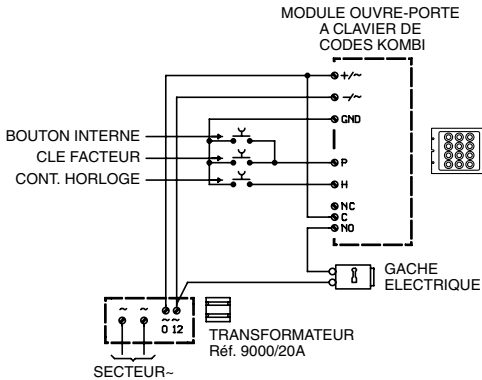 MODULE OUVRE-PORTE
A CLAVIER DE
CODES KOMBI
+/~
−/~
GND
BOUTON INTERNE
CLE FACTEUR
P
CONT. HORLOGE
H
NC
C
NO
GACHE
ELECTRIQUE
~ ~ ~ ~
0 12
TRANSFORMATEUR
Réf. 9000/20A
SECTEUR~